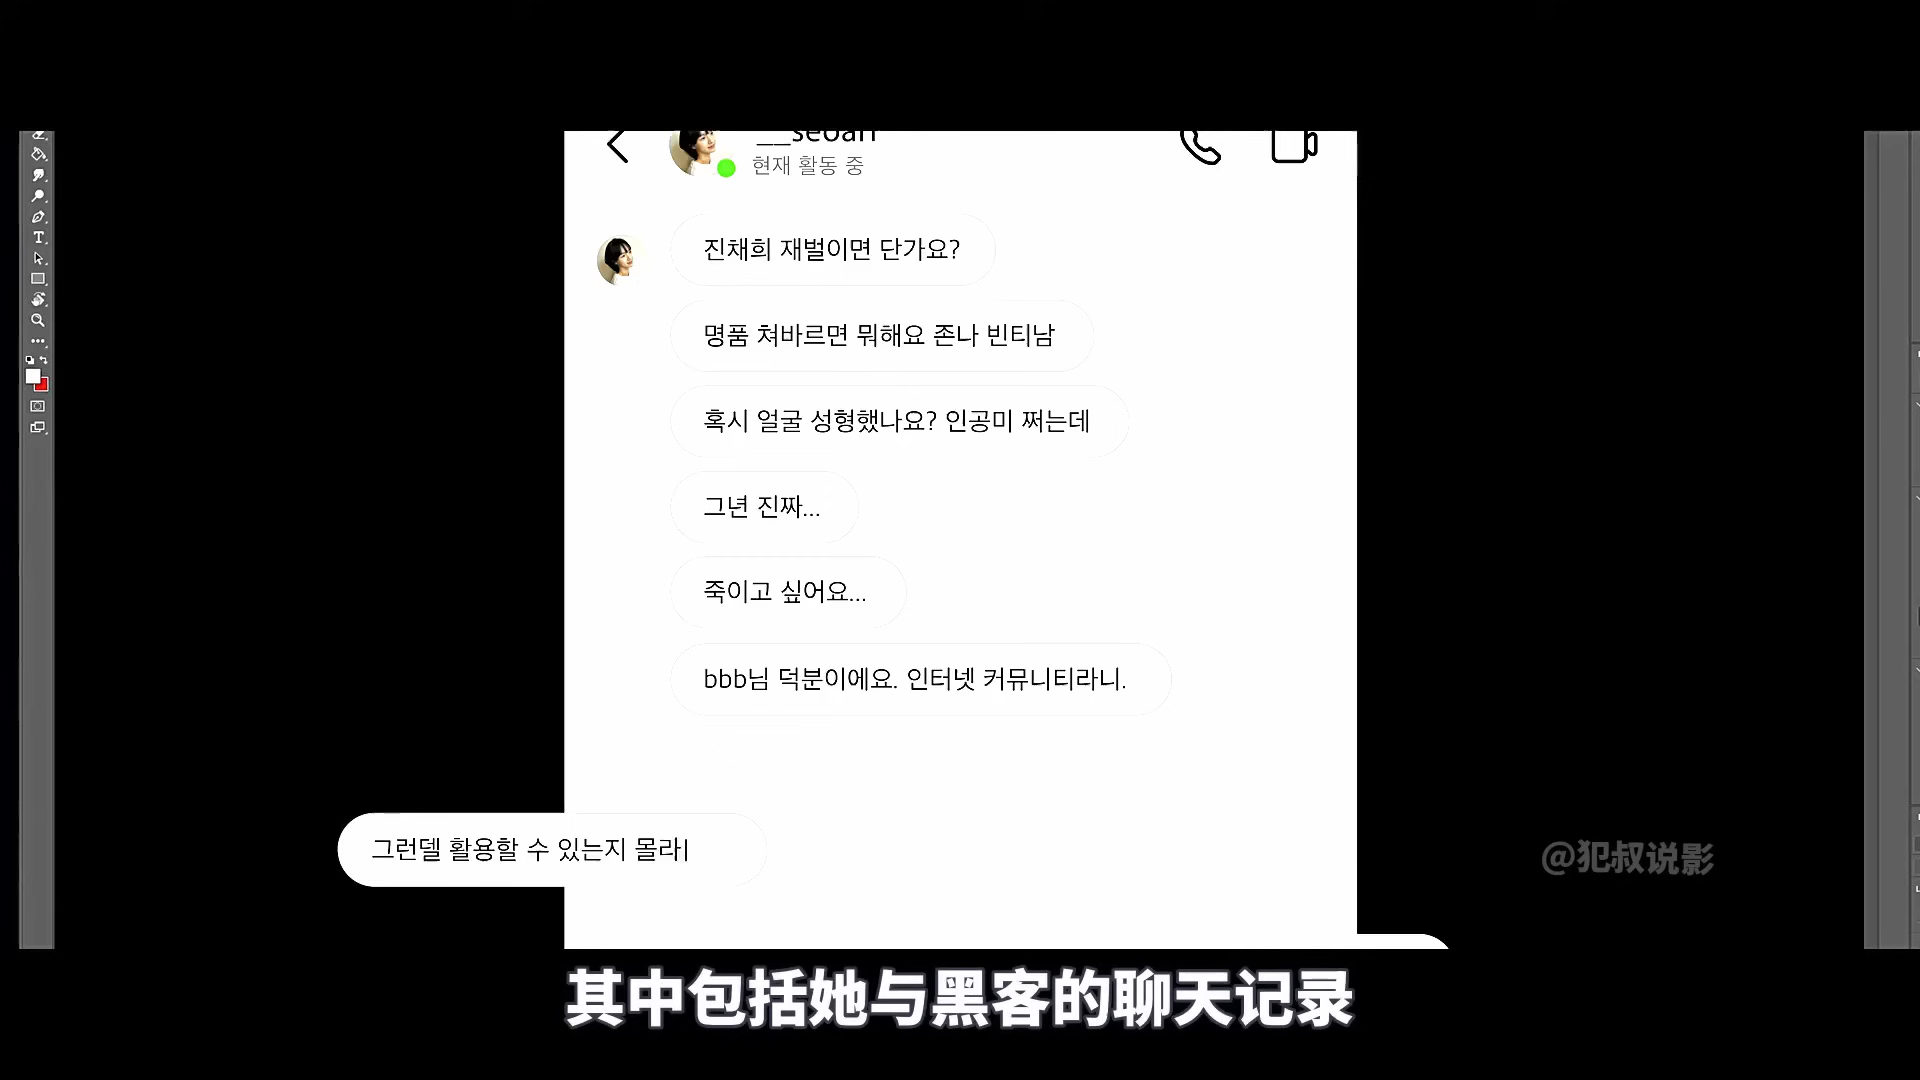 __seoah
현재 활동 중
진채희 재벌이면 단가요?
명품 쳐바르면 뭐해요 존나 빈티남
혹시 얼굴 성형했나요? 인공미 쩌는데
그년 진짜...
죽이고 싶어요...
bbb님 덕분이에요. 인터넷 커뮤니티라니.
그런델 활용할 수 있는지 몰라
@犯叔说影
其中包括她与黑客的聊天记录